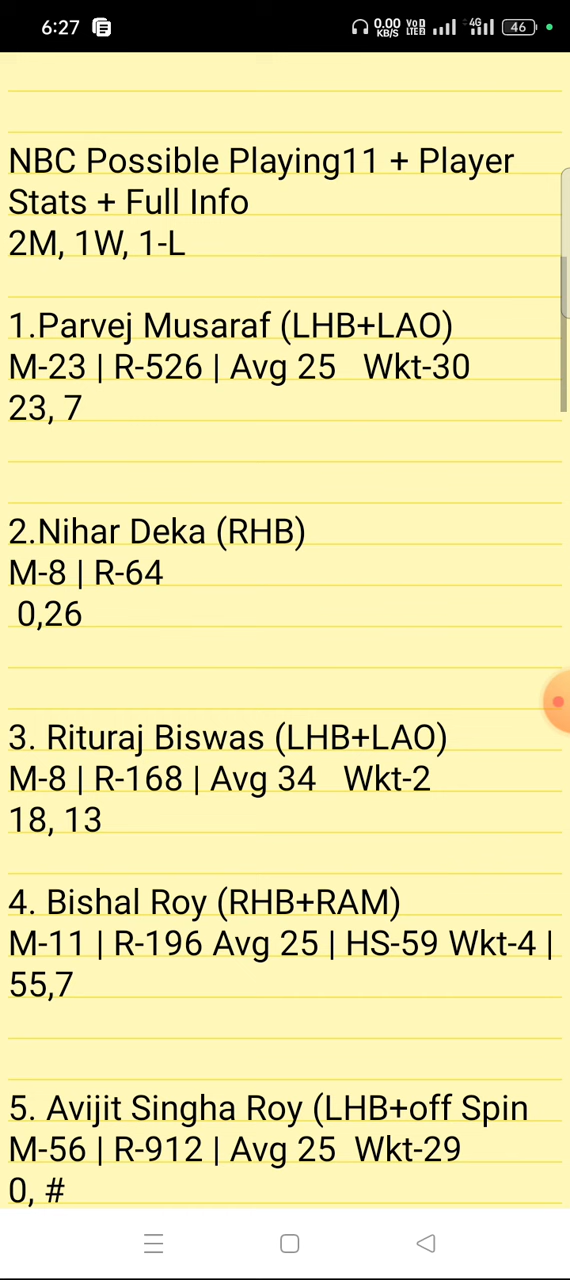 6:27
0.00 KB/S VoD LTE2 4G 46
NBC Possible Playing11 + Player
Stats + Full Info
2M, 1W, 1-L
1.Parvej Musaraf (LHB+LAO)
M-23 | R-526 | Avg 25   Wkt-30
23, 7
2.Nihar Deka (RHB)
M-8 | R-64
0,26
3. Rituraj Biswas (LHB+LAO)
M-8 | R-168 | Avg 34   Wkt-2
18, 13
4. Bishal Roy (RHB+RAM)
M-11 | R-196 Avg 25 | HS-59 Wkt-4 |
55,7
5. Avijit Singha Roy (LHB+off Spin
M-56 | R-912 | Avg 25  Wkt-29
0, #